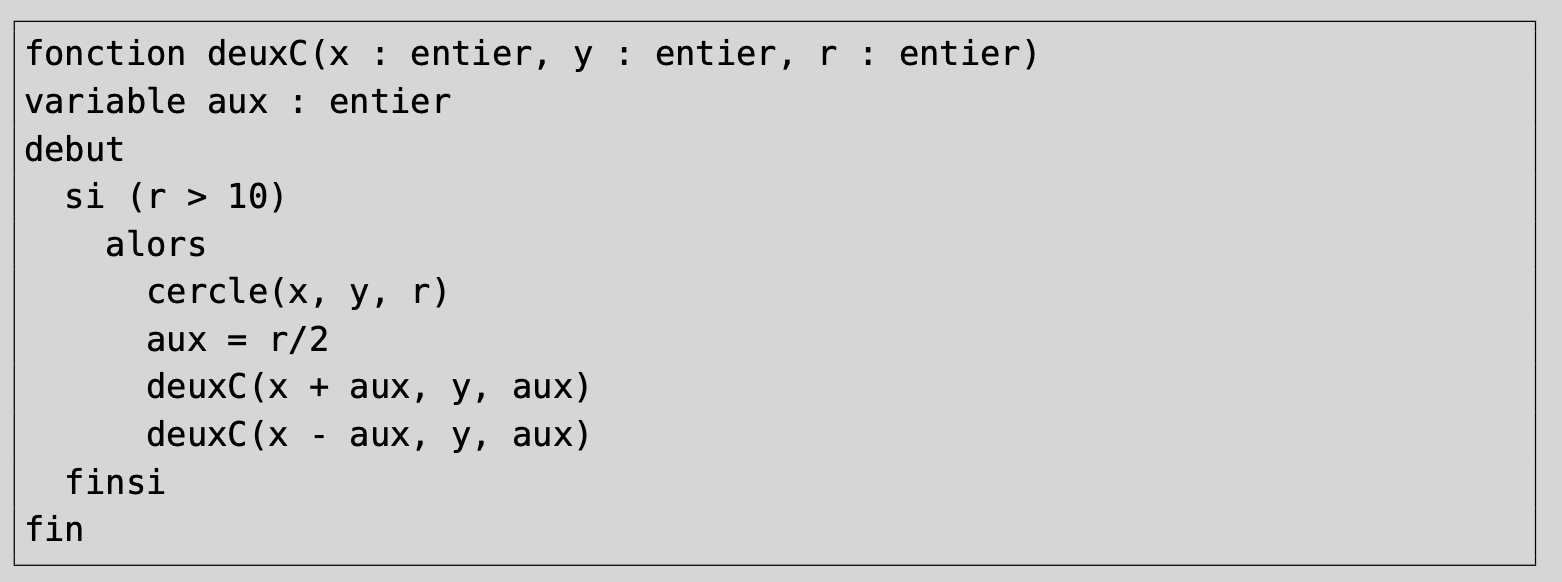 fonction deuxC(x : entier, y : entier, r : entier)
variable aux : entier
debut
  si (r > 10)
    alors
      cercle(x, y, r)
      aux = r/2
      deuxC(x + aux, y, aux)
      deuxC(x - aux, y, aux)
  finsi
fin